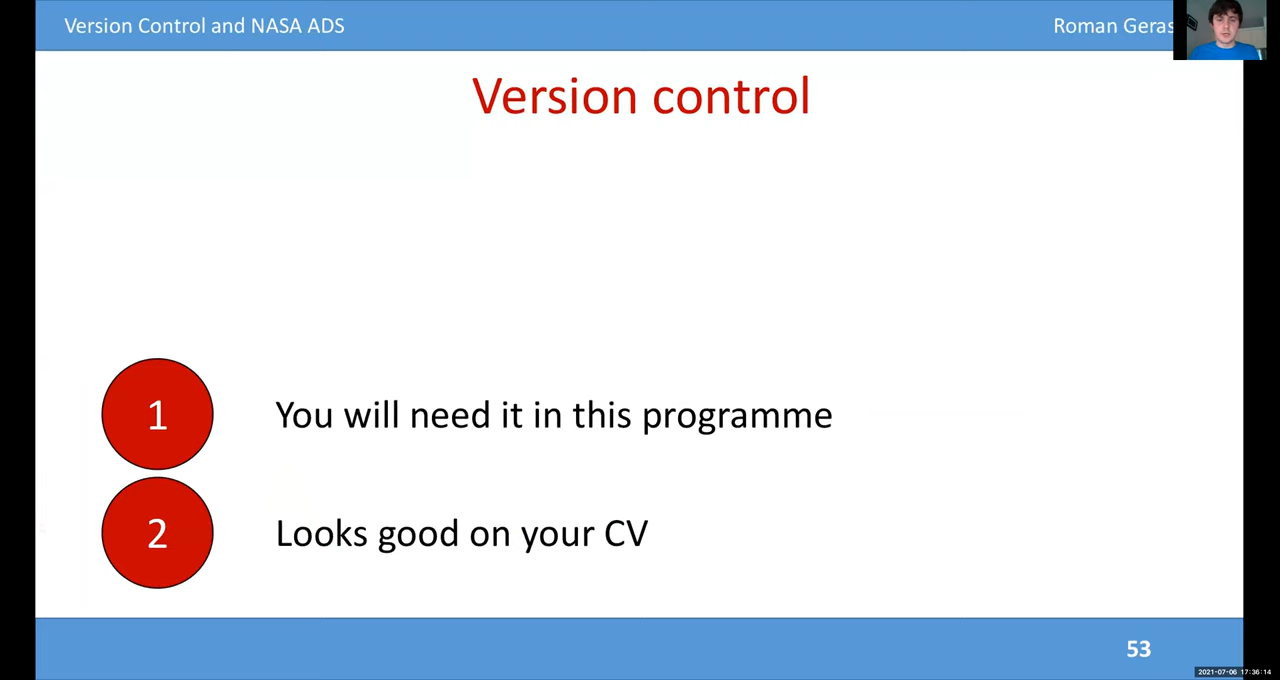 Version Control and NASA ADS
Roman Geras
Version control
1
You will need it in this programme
2
Looks good on your CV
53
2021-07-06 17:36:14